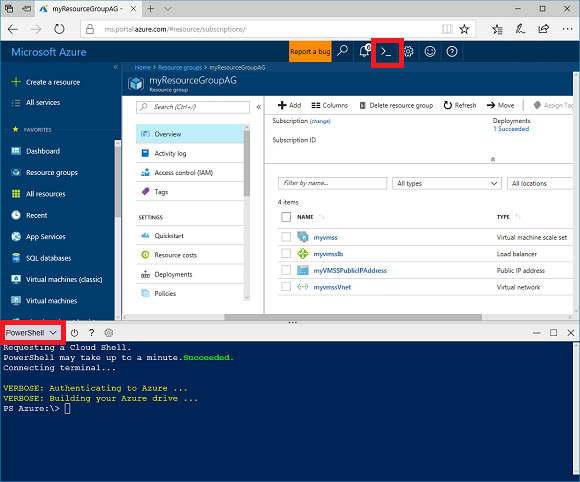 myResourceGroupAG
ms.portal.azure.com/#resource/subscriptions/
Microsoft Azure
Report a bug
Home > Resource groups > myResourceGroupAG
myResourceGroupAG
Resource group
Create a resource
All services
FAVORITES
Dashboard
Resource groups
All resources
Recent
App Services
SQL databases
Virtual machines (classic)
Virtual machines
Search (Ctrl+/)
Overview
Activity log
Access control (IAM)
Tags
SETTINGS
Quickstart
Resource costs
Deployments
Policies
Add
Columns
Delete resource group
Refresh
Move
Assign Tag
Subscription (change)
Deployments
1 Succeeded
Subscription ID
Filter by name...
All types
All locations
4 items
NAME
TYPE
myvmss
Virtual machine scale set
myvmsslb
Load balancer
myVMSSPublicIPAddress
Public IP address
myvmssVnet
Virtual network
PowerShell
Requesting a Cloud Shell.
PowerShell may take up to a minute.Succeeded.
Connecting terminal...
VERBOSE: Authenticating to Azure ...
VERBOSE: Building your Azure drive ...
PS Azure:\>